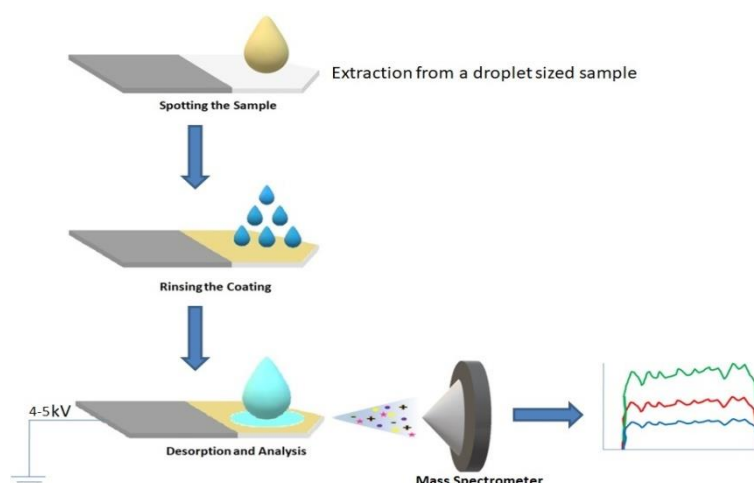 Extraction from a droplet sized sample
Spotting the Sample
Rinsing the Coating
4-5kV
Desorption and Analysis
Mass Spectrometer